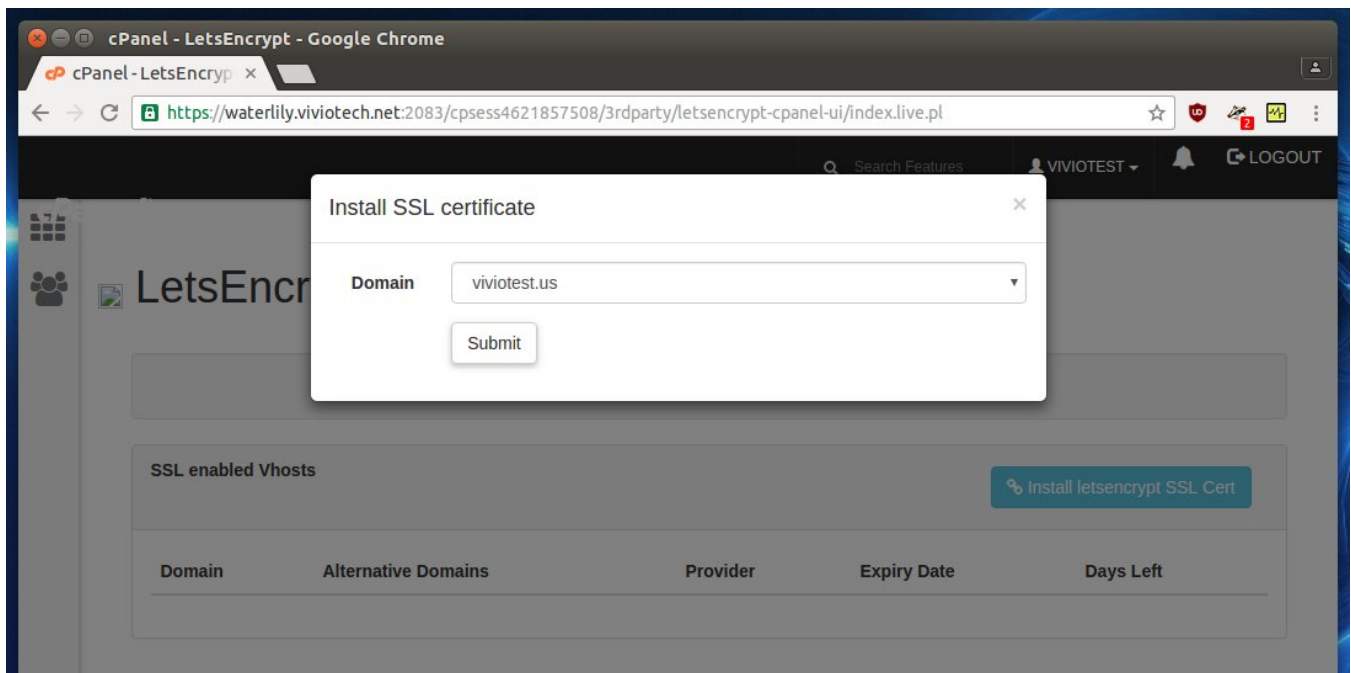 cPanel - LetsEncrypt - Google Chrome
cPanel - LetsEncryp
https://waterlily.viviotech.net:2083/cpsess4621857508/3rdparty/letsencrypt-cpanel-ui/index.live.pl
2
Search Features
VIVIOTEST
LOGOUT
Install SSL certificate
×
LetsEncr
Domain
viviotest.us
Submit
SSL enabled Vhosts
Install letsencrypt SSL Cert
Domain Alternative Domains Provider Expiry Date Days Left